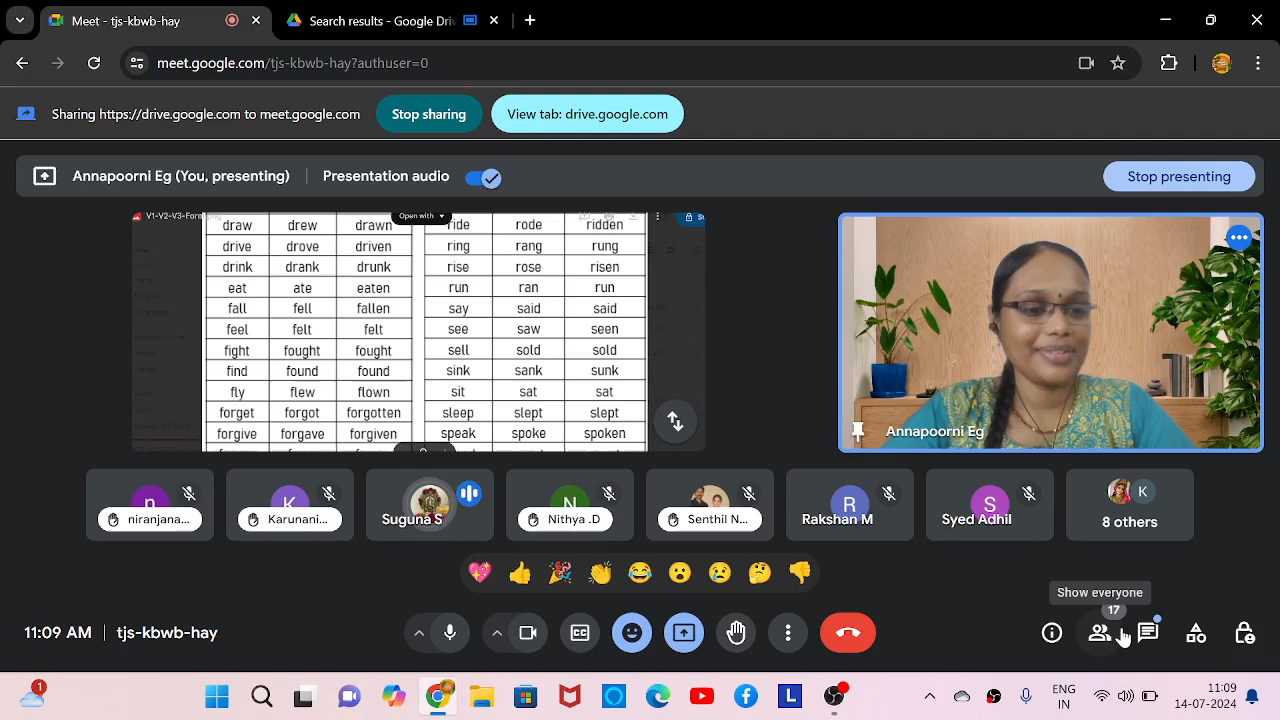 Meet - tjs-kbwb-hay
Search results - Google Driv
meet.google.com/tjs-kbwb-hay?authuser=0
Sharing https://drive.google.com to meet.google.com
Stop sharing
View tab: drive.google.com
Annapoorni Eg (You, presenting)
Presentation audio
Stop presenting
V1-V2-V3-Form
Open with
draw drew drawn ride rode ridden
drive drove driven ring rang rung
drink drank drunk rise rose risen
eat ate eaten run ran run
fall fell fallen say said said
feel felt felt see saw seen
fight fought fought sell sold sold
find found found sink sank sunk
fly flew flown sit sat sat
forget forgot forgotten sleep slept slept
forgive forgave forgiven speak spoke spoken
Annapoorni Eg
niranjana...
K
Karunani...
Suguna S
N
Nithya .D
Senthil N...
R
Rakshan M
S
Syed Adhil
K
8 others
Show everyone
17
11:09 AM
tjs-kbwb-hay
1
ENG
IN
11:09
14-07-2024